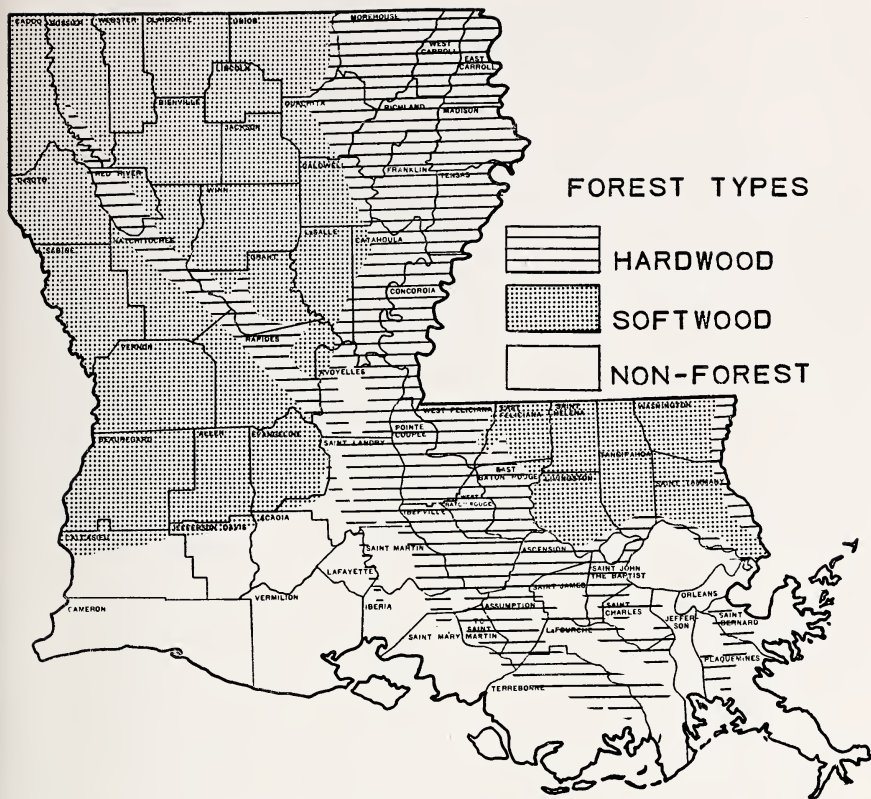 CADDO
BOSSIER
WEBSTER
CLAIBORNE
UNION
MOREHOUSE
WEST
CARROLL
EAST
CARROLL
LINCOLN
BIENVILLE
OUACHITA
RICHLAND
MADISON
JACKSON
CALDWELL
FRANKLIN
TENSAS
DESOTO
RED RIVER
WINN
FOREST TYPES
HARDWOOD
SOFTWOOD
NON-FOREST
NATCHITOCHES
SABINE
GRANT
LASALLE
CATAHOULA
CONCORDIA
VERNON
RAPIDES
AVOYELLES
BEAUREGARD
ALLEN
EVANGELINE
SAINT LANDRY
POINTE
COUPEE
WEST FELICIANA
EAST
FELICIANA
SAINT
HELENA
WASHINGTON
TANGIPAHOA
EAST
BATON ROUGE
LIVINGSTON
SAINT TAMMANY
WEST
BATON ROUGE
IBERVILLE
CALCASIEU
JEFFERSON DAVIS
ACADIA
SAINT MARTIN
LAFAYETTE
ASCENSION
SAINT JAMES
SAINT JOHN
THE BAPTIST
CAMERON
VERMILION
IBERIA
ASSUMPTION
SAINT
CHARLES
ORLEANS
JEFFER-
SON
SAINT
BERNARD
SAINT MARY
TO
SAINT
MARTIN
LAFOURCHE
PLAQUEMINES
TERREBONNE